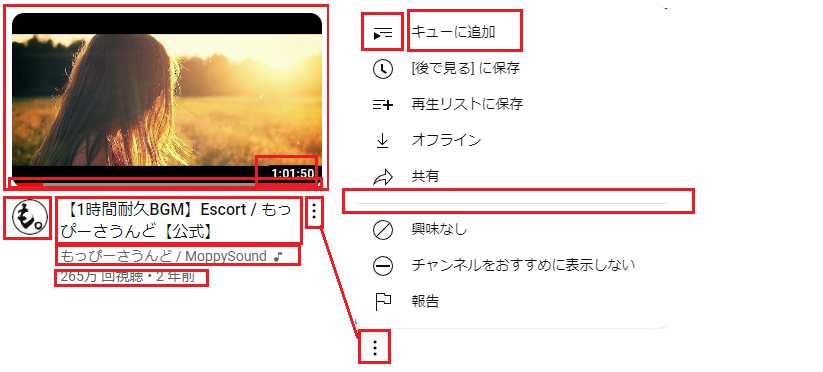 1:01:50
も。
【1時間耐久BGM】Escort / もっ
ぴーさうんど【公式】
もっぴーさうんど / MoppySound ♪
265万 回視聴・2 年前
キューに追加
[後で見る] に保存
再生リストに保存
オフライン
共有
興味なし
チャンネルをおすすめに表示しない
報告